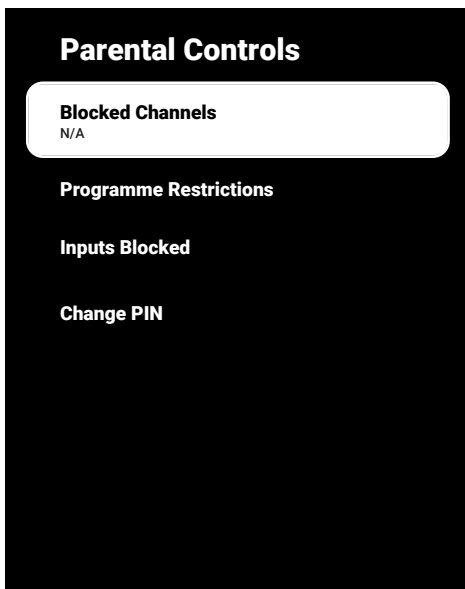 Parental Controls
Blocked Channels
N/A
Programme Restrictions
Inputs Blocked
Change PIN